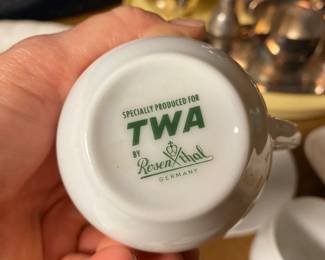 SPECIALLY PRODUCED FOR
TWA
BY
Rosenthal
GERMANY